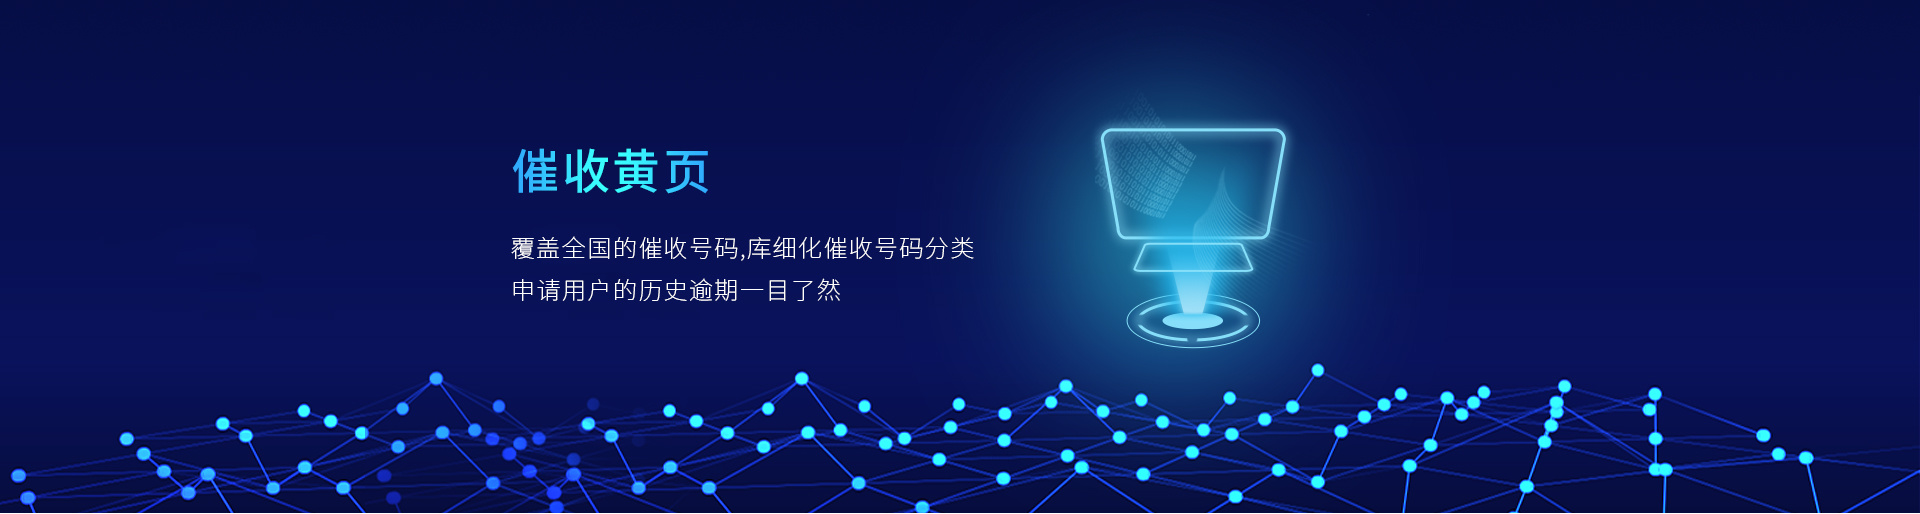 催收黄页
覆盖全国的催收号码,库细化催收号码分类
申请用户的历史逾期一目了然